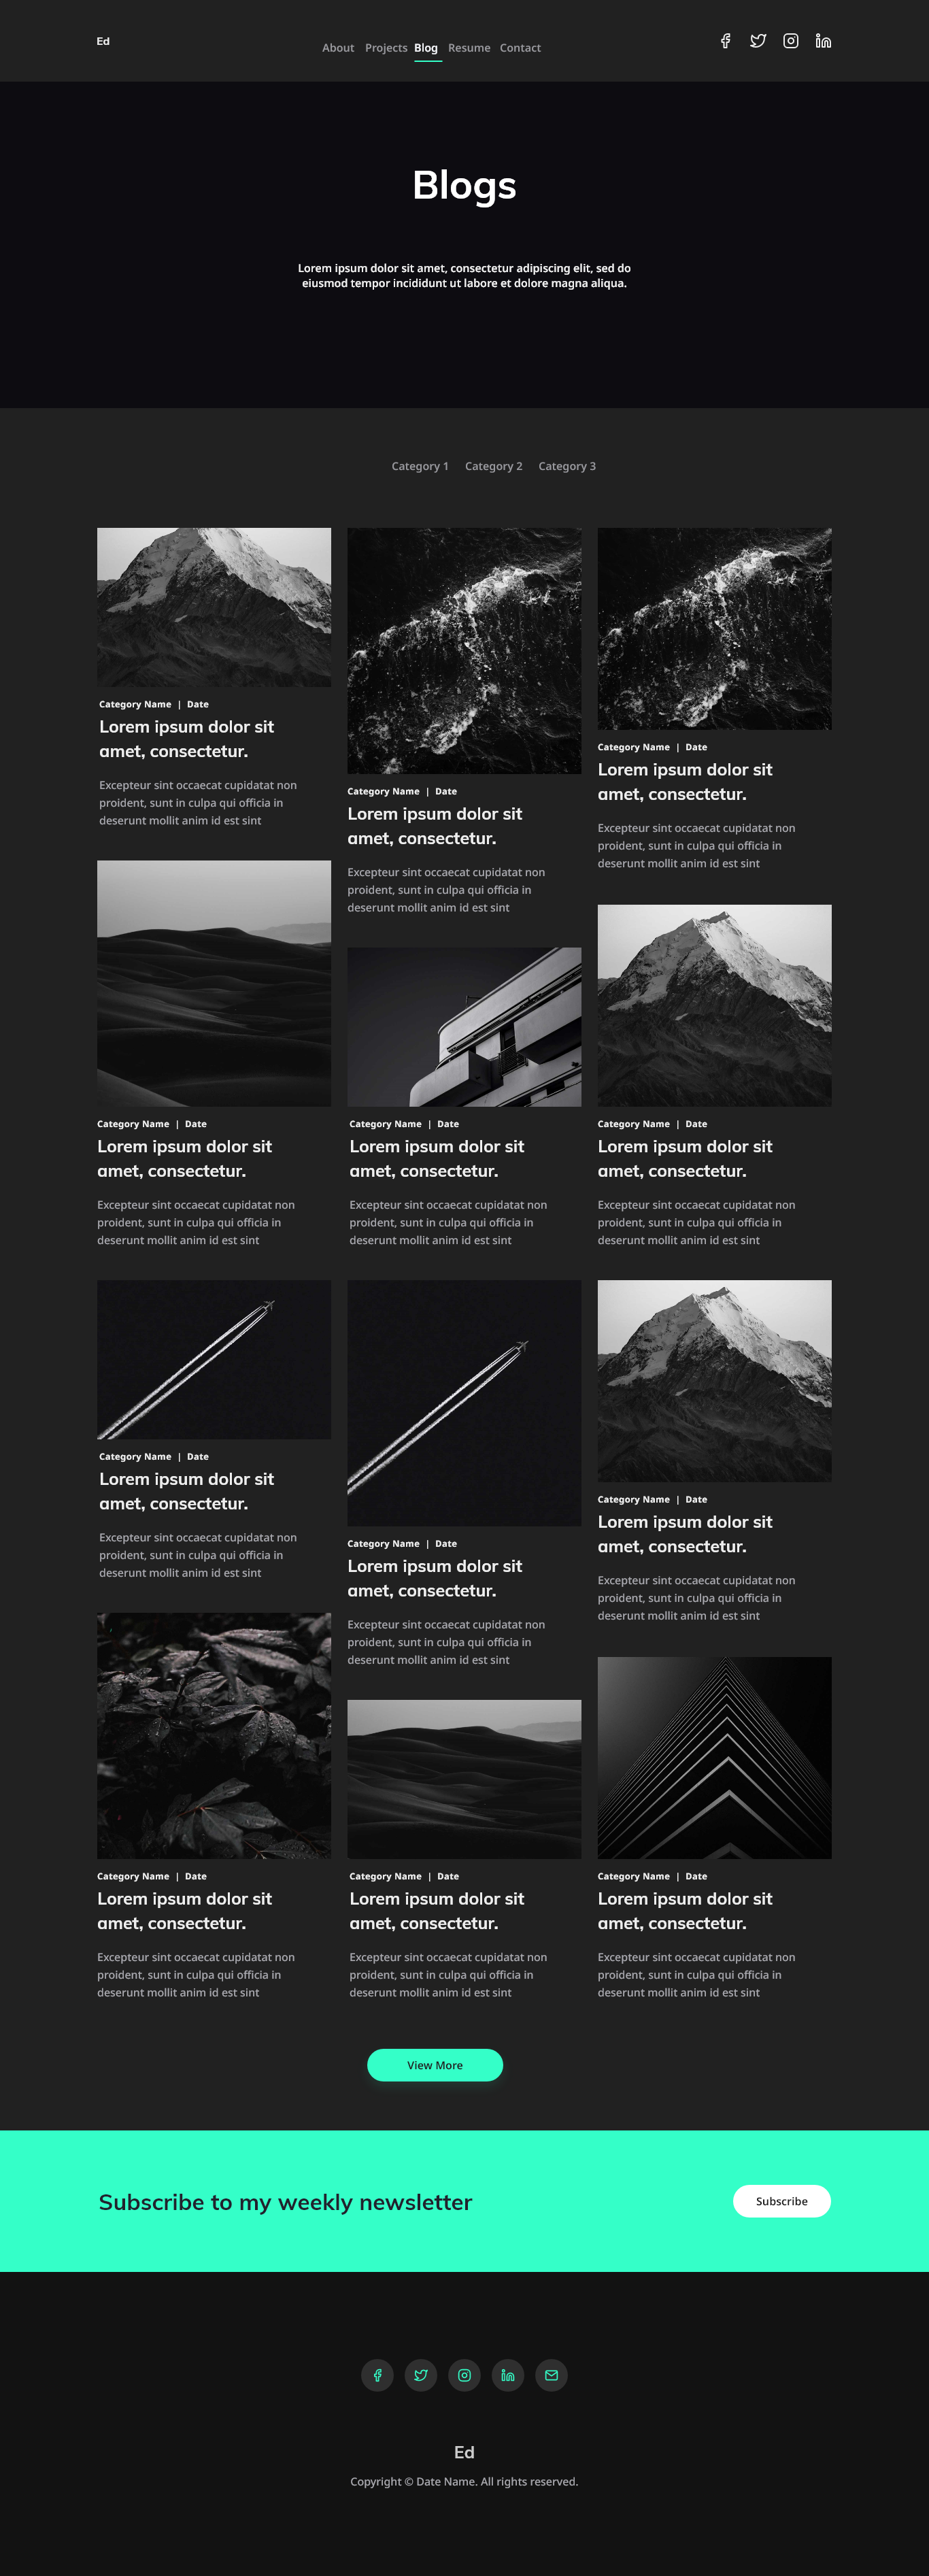 Ed
About Projects Blog Resume Contact
Blogs
Lorem ipsum dolor sit amet, consectetur adipiscing elit, sed do
eiusmod tempor incididunt ut labore et dolore magna aliqua.
Category 1 Category 2 Category 3
Category Name | Date
Lorem ipsum dolor sit
amet, consectetur.
Excepteur sint occaecat cupidatat non
proident, sunt in culpa qui officia in
deserunt mollit anim id est sint
Category Name | Date
Lorem ipsum dolor sit
amet, consectetur.
Excepteur sint occaecat cupidatat non
proident, sunt in culpa qui officia in
deserunt mollit anim id est sint
Category Name | Date
Lorem ipsum dolor sit
amet, consectetur.
Excepteur sint occaecat cupidatat non
proident, sunt in culpa qui officia in
deserunt mollit anim id est sint
Category Name | Date
Lorem ipsum dolor sit
amet, consectetur.
Excepteur sint occaecat cupidatat non
proident, sunt in culpa qui officia in
deserunt mollit anim id est sint
Category Name | Date
Lorem ipsum dolor sit
amet, consectetur.
Excepteur sint occaecat cupidatat non
proident, sunt in culpa qui officia in
deserunt mollit anim id est sint
Category Name | Date
Lorem ipsum dolor sit
amet, consectetur.
Excepteur sint occaecat cupidatat non
proident, sunt in culpa qui officia in
deserunt mollit anim id est sint
Category Name | Date
Lorem ipsum dolor sit
amet, consectetur.
Excepteur sint occaecat cupidatat non
proident, sunt in culpa qui officia in
deserunt mollit anim id est sint
Category Name | Date
Lorem ipsum dolor sit
amet, consectetur.
Excepteur sint occaecat cupidatat non
proident, sunt in culpa qui officia in
deserunt mollit anim id est sint
Category Name | Date
Lorem ipsum dolor sit
amet, consectetur.
Excepteur sint occaecat cupidatat non
proident, sunt in culpa qui officia in
deserunt mollit anim id est sint
Category Name | Date
Lorem ipsum dolor sit
amet, consectetur.
Excepteur sint occaecat cupidatat non
proident, sunt in culpa qui officia in
deserunt mollit anim id est sint
Category Name | Date
Lorem ipsum dolor sit
amet, consectetur.
Excepteur sint occaecat cupidatat non
proident, sunt in culpa qui officia in
deserunt mollit anim id est sint
Category Name | Date
Lorem ipsum dolor sit
amet, consectetur.
Excepteur sint occaecat cupidatat non
proident, sunt in culpa qui officia in
deserunt mollit anim id est sint
View More
Subscribe to my weekly newsletter
Subscribe
Ed
Copyright © Date Name. All rights reserved.